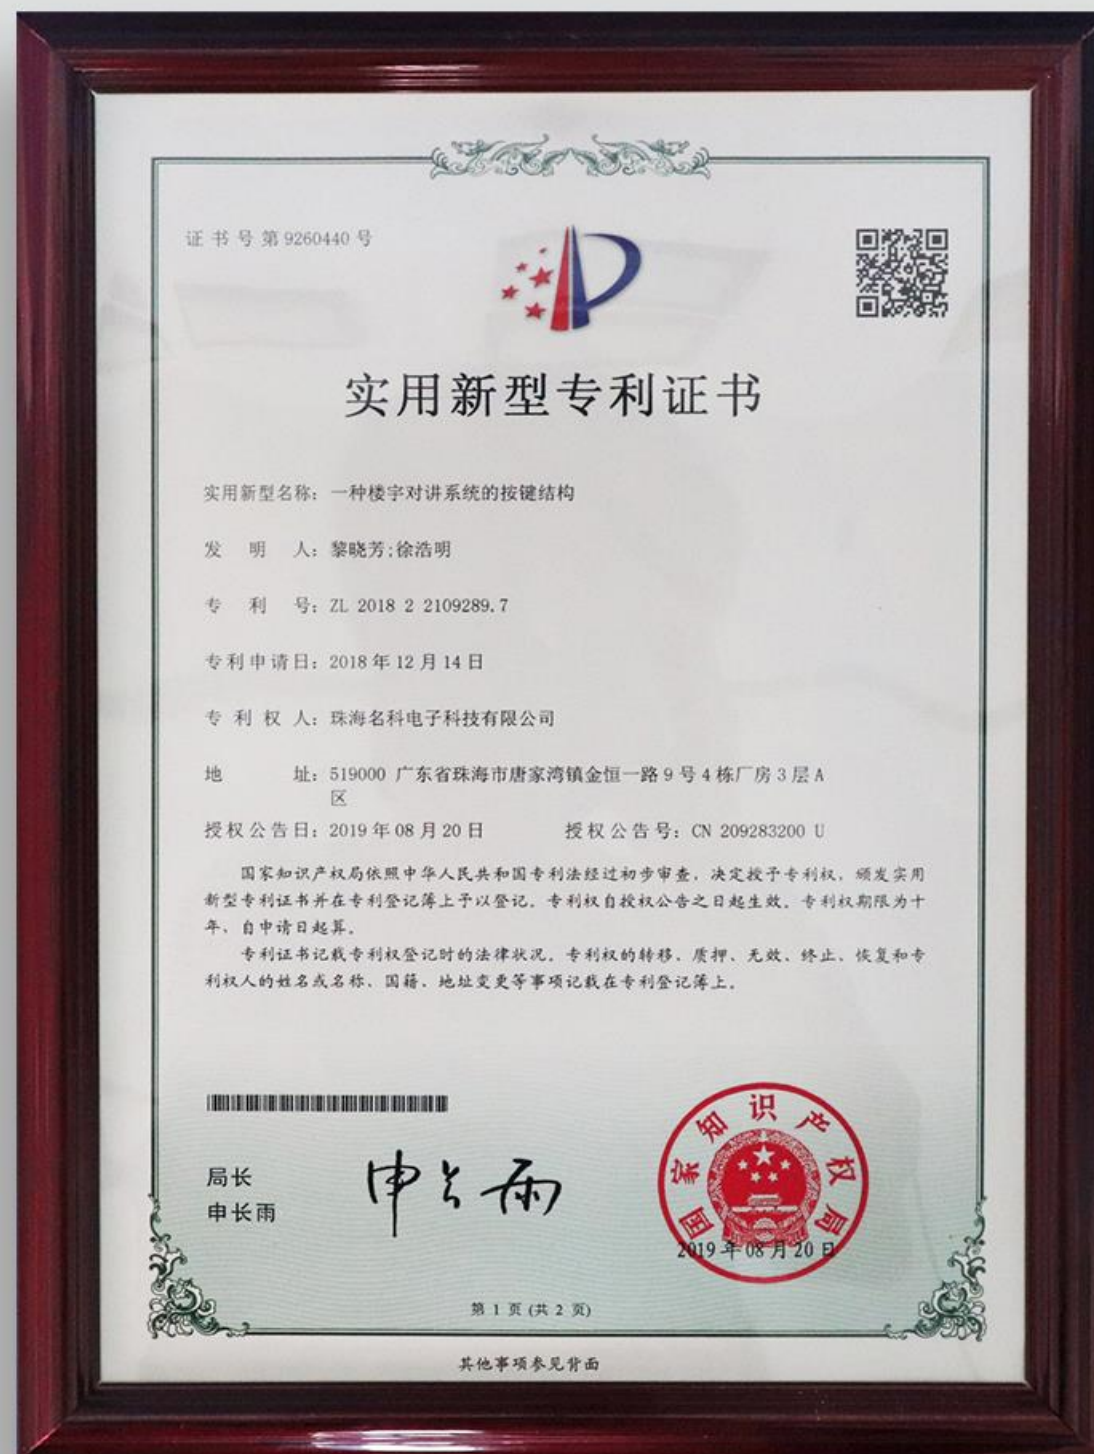 证书号第9260440号
实用新型专利证书
实用新型名称：一种楼宇对讲系统的按键结构
发明人：黎晓芳;徐浩明
专利号：ZL 2018 2 2109289.7
专利申请日：2018年12月14日
专利权人：珠海名科电子科技有限公司
地址：519000 广东省珠海市唐家湾镇金恒一路9号4栋厂房3层A
区
授权公告日：2019年08月20日 授权公告号：CN 209283200 U
国家知识产权局依照中华人民共和国专利法经过初步审查，决定授予专利权，颁发实用
新型专利证书并在专利登记簿上予以登记。专利权自授权公告之日起生效。专利权期限为十
年，自申请日起算。
专利证书记载专利权登记时的法律状况。专利权的转移、质押、无效、终止、恢复和专
利权人的姓名或名称、国籍、地址变更等事项记载在专利登记簿上。
局长
申长雨
申长雨
国家知识产权局
2019年08月20日
第 1 页 (共 2 页)
其他事项参见背面